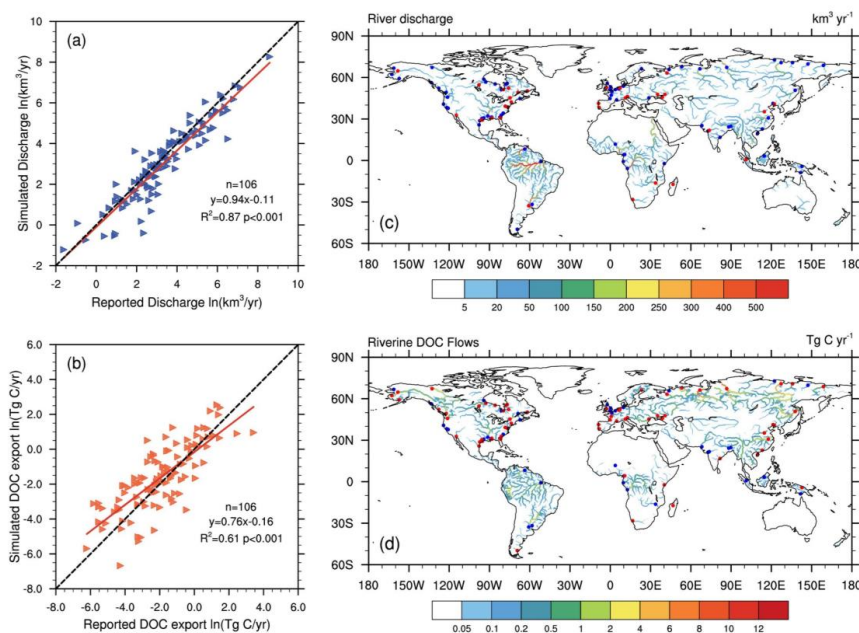 (a)
Simulated Discharge ln(km³/yr)
10
8
6
4
2
0
-2
n=106
y=0.94x-0.11
R²=0.87 p<0.001
-2 0 2 4 6 8 10
Reported Discharge ln(km³/yr)
River discharge km³ yr⁻¹
90N
60N
30N
0
30S
60S
(c)
180 150W 120W 90W 60W 30W 0 30E 60E 90E 120E 150E 180
5 20 50 100 150 200 250 300 400 500
(b)
Simulated DOC export ln(Tg C/yr)
6.0
4.0
2.0
0.0
-2.0
-4.0
-6.0
-8.0
n=106
y=0.76x-0.16
R²=0.61 p<0.001
-8.0 -6.0 -4.0 -2.0 0.0 2.0 4.0 6.0
Reported DOC export ln(Tg C/yr)
Riverine DOC Flows Tg C yr⁻¹
90N
60N
30N
0
30S
60S
(d)
180 150W 120W 90W 60W 30W 0 30E 60E 90E 120E 150E 180
0.05 0.1 0.2 0.5 1 2 4 6 8 10 12